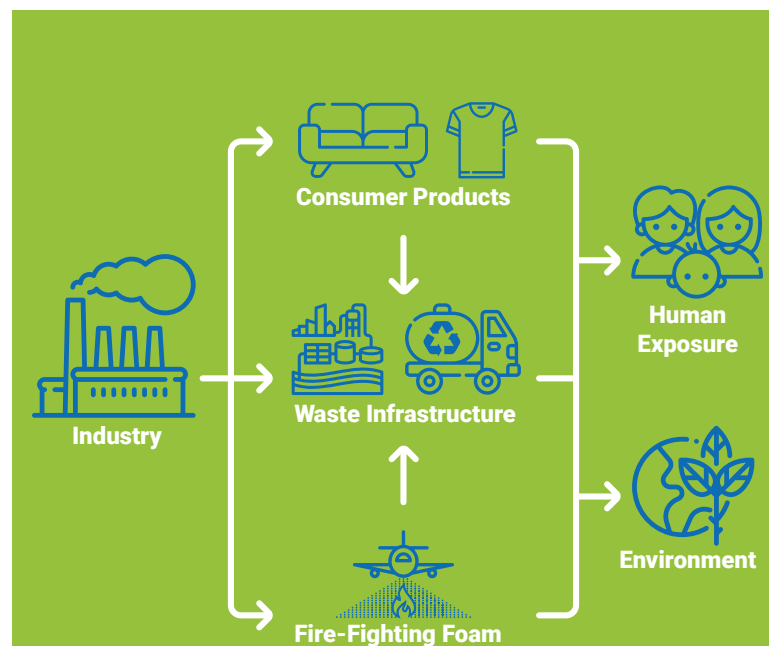 Consumer Products
Human
Exposure
Waste Infrastructure
Industry
Environment
Fire-Fighting Foam